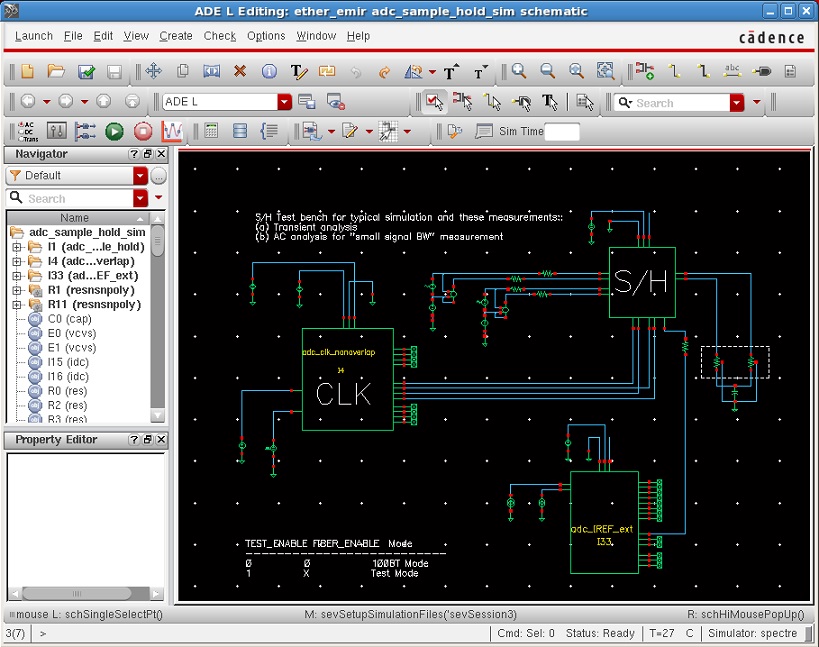 ADE L Editing: ether_emir adc_sample_hold_sim schematic
Launch File Edit View Create Check Options Window Help
cādence
ADE L
Search
AC
DC
Trans
Sim Time
Navigator
Default
Search
Name
adc_sample_hold_sim
I1 (adc_...le_hold)
I4 (adc...verlap)
I33 (ad...EF_ext)
R1 (resnsnpoly)
R11 (resnsnpoly)
C0 (cap)
E0 (vcvs)
E1 (vcvs)
I15 (idc)
I16 (idc)
R0 (res)
R2 (res)
R3 (res)
Property Editor
S/H Test bench for typical simulation and these measurements::
(a) Transient analysis
(b) AC analysis for "small signal BW" measurement
S/H
adc_clk_nonoverlap
I4
CLK
adc_IREF_ext
I33
TEST_ENABLE FIBER_ENABLE Mode
0 0 100BT Mode
1 X Test Mode
mouse L: schSingleSelectPt() M: sevSetupSimulationFiles('sevSession3) R: schHiMousePopUp()
3(7) > Cmd: Sel: 0 Status: Ready T=27 C Simulator: spectre